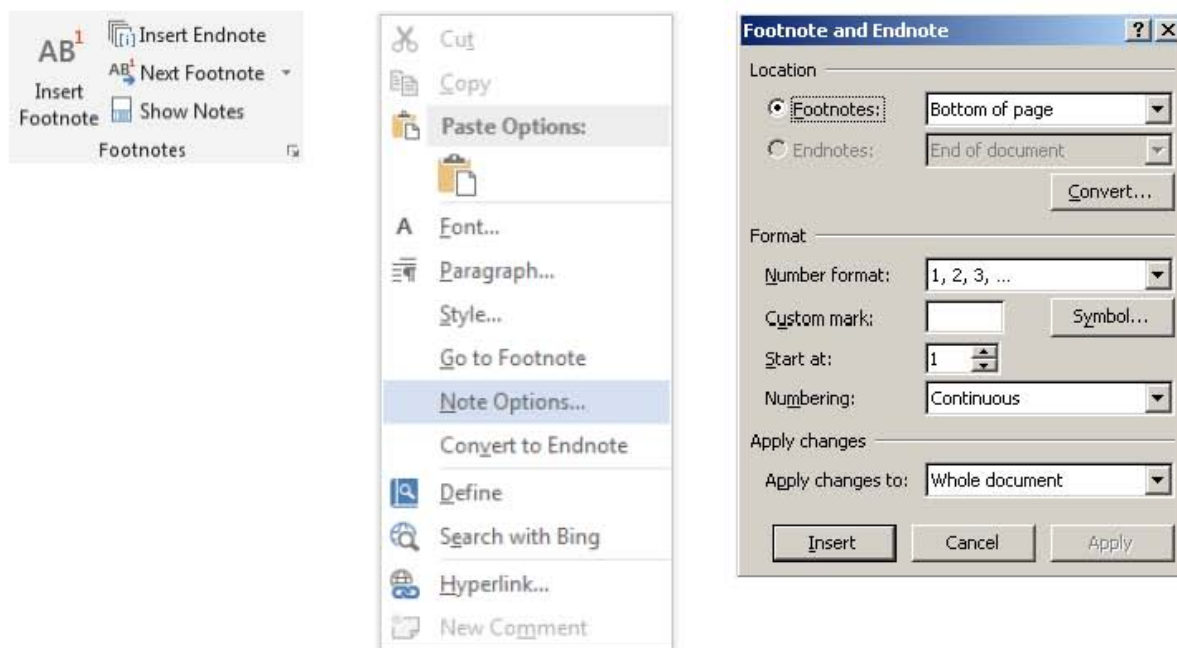 AB1
Insert
Footnote
Insert Endnote
AB1 Next Footnote
Show Notes
Footnotes
Cut
Copy
Paste Options:
A Font...
Paragraph...
Style...
Go to Footnote
Note Options...
Convert to Endnote
Define
Search with Bing
Hyperlink...
New Comment
Footnote and Endnote
Location
Footnotes: Bottom of page
Endnotes: End of document
Convert...
Format
Number format: 1, 2, 3, ...
Custom mark: Symbol...
Start at: 1
Numbering: Continuous
Apply changes
Apply changes to: Whole document
Insert Cancel Apply